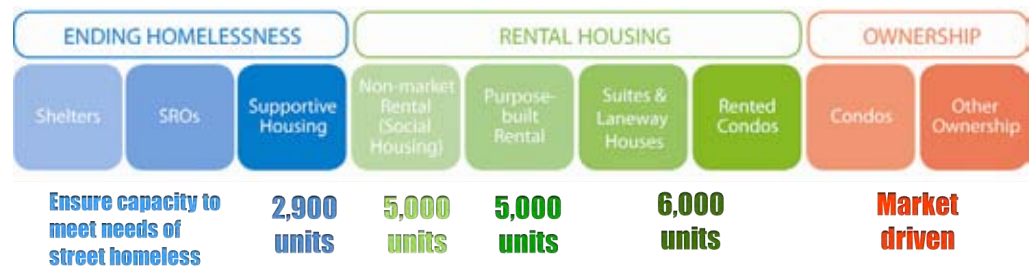 ENDING HOMELESSNESS
RENTAL HOUSING
OWNERSHIP
Shelters
SROs
Supportive
Housing
Non-market
Rental
(Social
Housing)
Purpose-
built
Rental
Suites &
Laneway
Houses
Rented
Condos
Condos
Other
Ownership
Ensure capacity to
meet needs of
street homeless
2,900
units
5,000
units
5,000
units
6,000
units
Market
driven